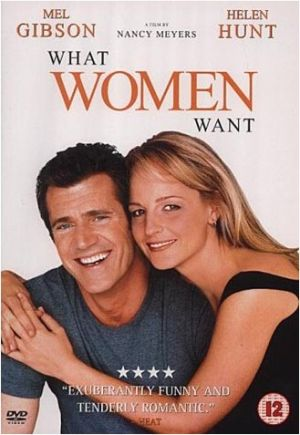 MEL
GIBSON
A FILM BY
NANCY MEYERS
HELEN
HUNT
WHAT
WOMEN
WANT
★★★★
"EXUBERANTLY FUNNY AND
TENDERLY ROMANTIC."
HEAT
DVD
VIDEO
12